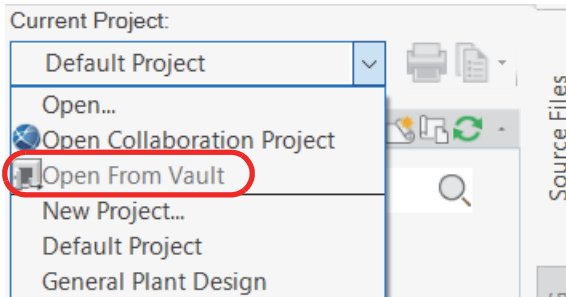 Current Project:
Default Project
Open...
Open Collaboration Project
Open From Vault
New Project...
Default Project
General Plant Design
Source Files